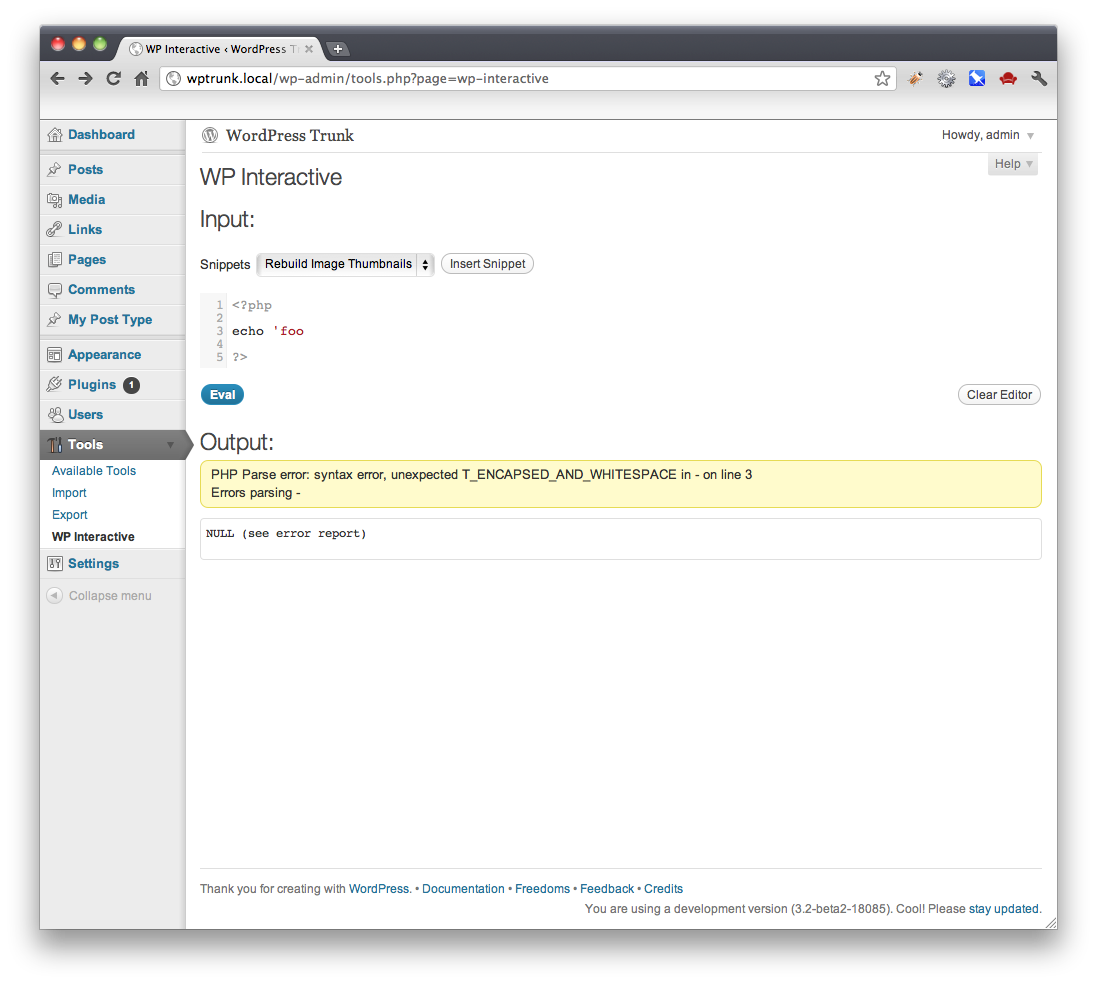 WP Interactive ‹ WordPress T
wptrunk.local/wp-admin/tools.php?page=wp-interactive
Dashboard
Posts
Media
Links
Pages
Comments
My Post Type
Appearance
Plugins 1
Users
Tools
Available Tools
Import
Export
WP Interactive
Settings
Collapse menu
WordPress Trunk
Howdy, admin
Help
WP Interactive
Input:
Snippets Rebuild Image Thumbnails Insert Snippet
1 <?php
2
3 echo 'foo
4
5 ?>
Eval Clear Editor
Output:
PHP Parse error: syntax error, unexpected T_ENCAPSED_AND_WHITESPACE in - on line 3
Errors parsing -
NULL (see error report)
Thank you for creating with WordPress. • Documentation • Freedoms • Feedback • Credits
You are using a development version (3.2-beta2-18085). Cool! Please stay updated.